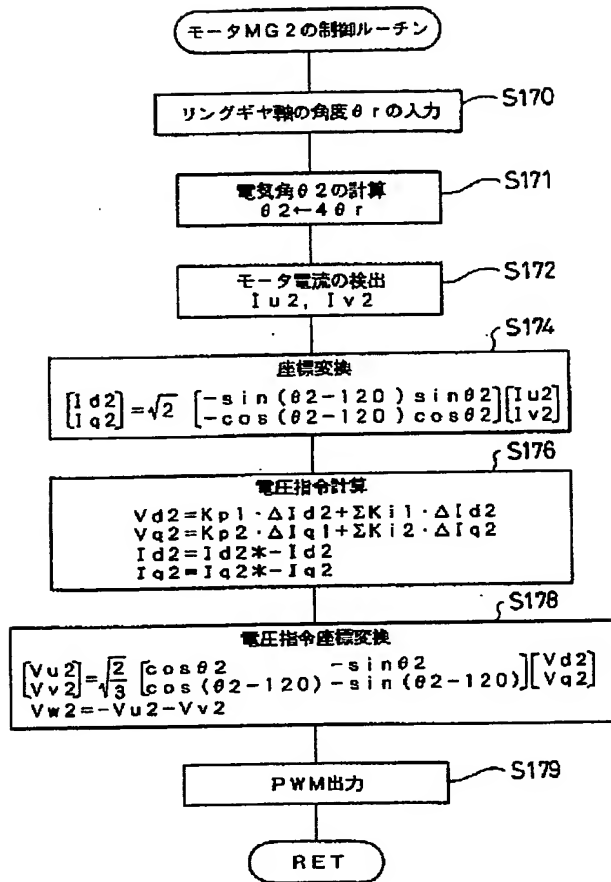 モータMG2の制御ルーチン
S170
リングギヤ軸の角度θrの入力
S171
電気角θ2の計算
θ2←4θr
S172
モータ電流の検出
Iu2, Iv2
S174
座標変換
[Id2] = √2 [-sin(θ2-120) sinθ2][Iu2]
[Iq2] [-cos(θ2-120) cosθ2][Iv2]
S176
電圧指令計算
Vd2=Kp1・ΔId2+ΣKi1・ΔId2
Vq2=Kp2・ΔIq1+ΣKi2・ΔIq2
Id2=Id2*-Id2
Iq2=Iq2*-Iq2
S178
電圧指令座標変換
[Vu2] = √2/3 [cosθ2 -sinθ2][Vd2]
[Vv2] [cos(θ2-120)-sin(θ2-120)][Vq2]
Vw2=-Vu2-Vv2
S179
PWM出力
RET